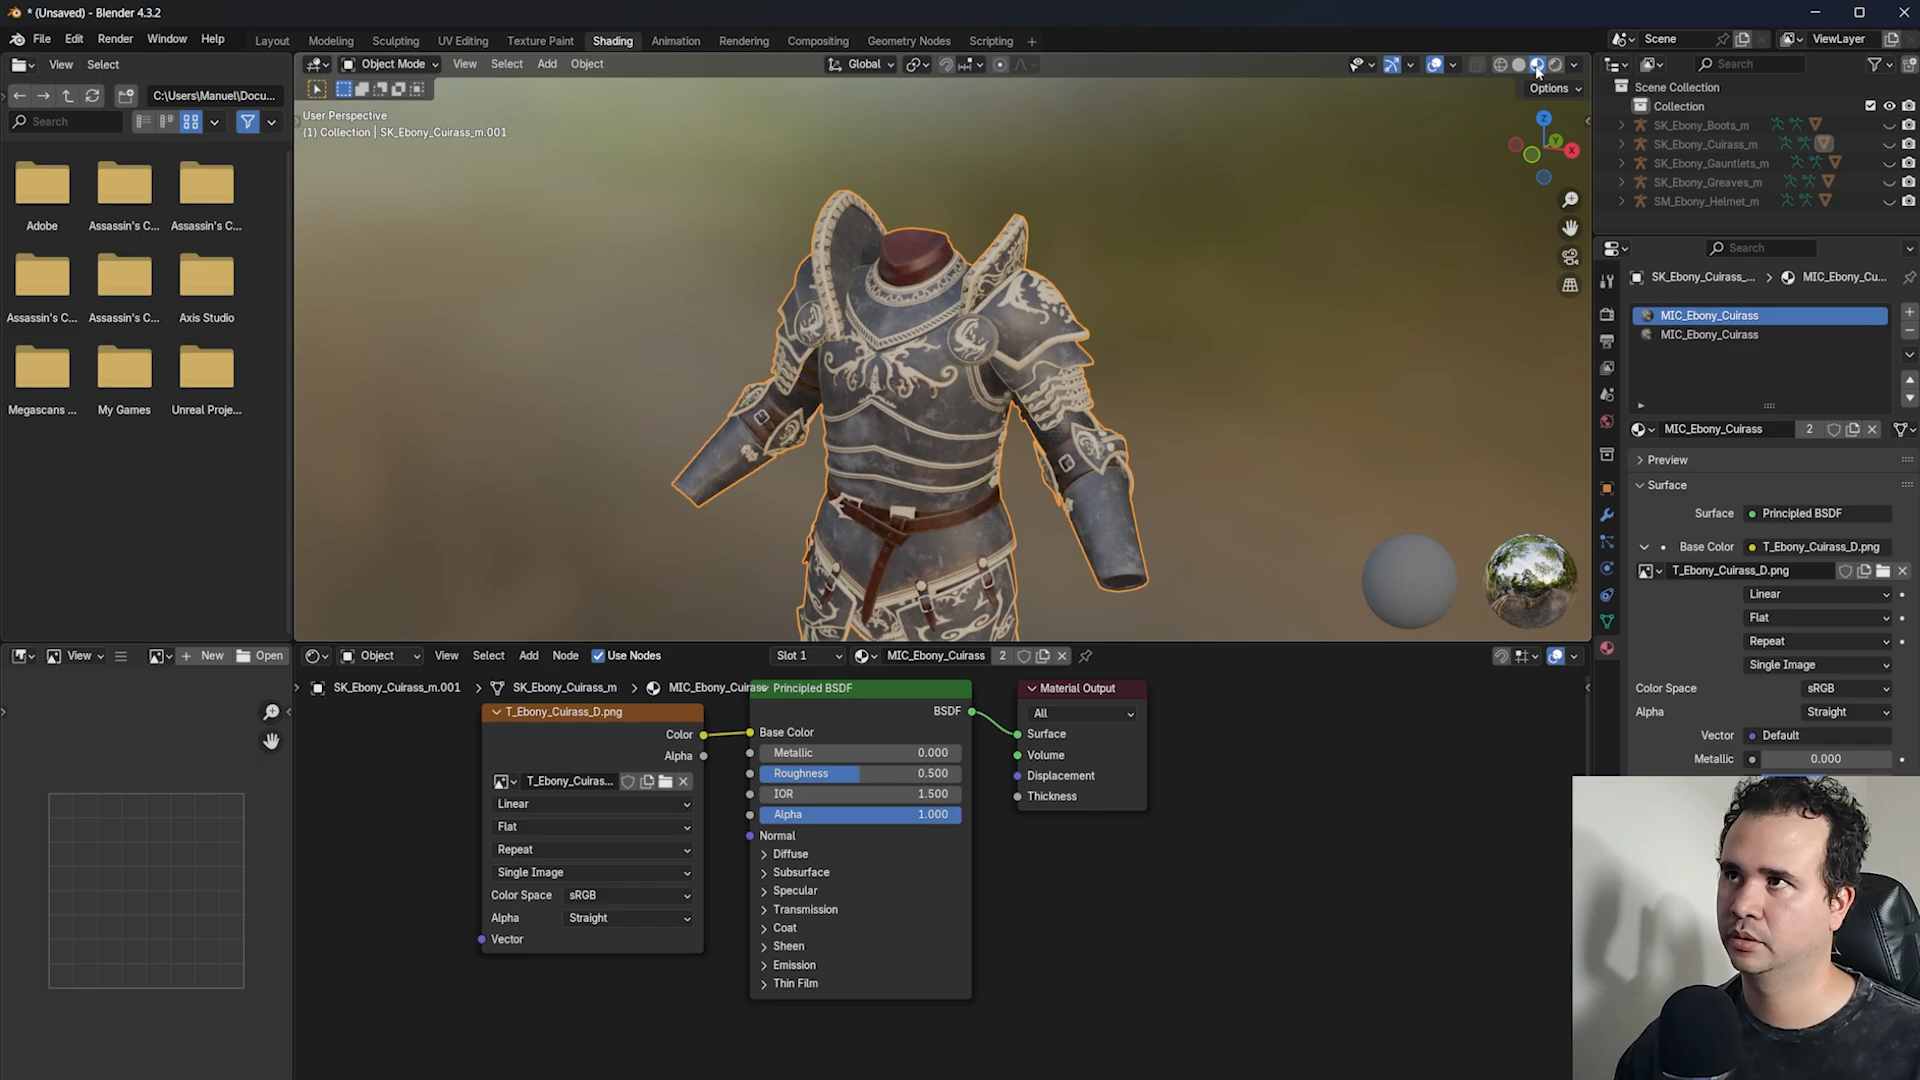 * (Unsaved) - Blender 4.3.2
File Edit Render Window Help
Layout Modeling Sculpting UV Editing Texture Paint Shading Animation Rendering Compositing Geometry Nodes Scripting +
Scene
ViewLayer
View Select
Object Mode View Select Add Object
Global
Search
C:\Users\Manuel\Docu...
Search
Options
User Perspective
(1) Collection | SK_Ebony_Cuirass_m.001
Z
Y
X
Scene Collection
Collection
SK_Ebony_Boots_m
SK_Ebony_Cuirass_m
SK_Ebony_Gauntlets_m
SK_Ebony_Greaves_m
SM_Ebony_Helmet_m
Adobe
Assassin's C...
Assassin's C...
Assassin's C...
Assassin's C...
Axis Studio
Megascans ...
My Games
Unreal Proje...
Search
SK_Ebony_Cuirass_... > MIC_Ebony_Cu...
MIC_Ebony_Cuirass
MIC_Ebony_Cuirass
MIC_Ebony_Cuirass 2
Preview
Surface
Surface Principled BSDF
Base Color T_Ebony_Cuirass_D.png
T_Ebony_Cuirass_D.png
Linear
Flat
Repeat
Single Image
Color Space sRGB
Alpha Straight
Vector Default
Metallic 0.000
View
New Open
Object View Select Add Node Use Nodes
Slot 1
MIC_Ebony_Cuirass 2
SK_Ebony_Cuirass_m.001 > SK_Ebony_Cuirass_m > MIC_Ebony_Cuirass
T_Ebony_Cuirass_D.png
Color
Alpha
T_Ebony_Cuiras...
Linear
Flat
Repeat
Single Image
Color Space sRGB
Alpha Straight
Vector
Principled BSDF
BSDF
Base Color
Metallic 0.000
Roughness 0.500
IOR 1.500
Alpha 1.000
Normal
Diffuse
Subsurface
Specular
Transmission
Coat
Sheen
Emission
Thin Film
Material Output
All
Surface
Volume
Displacement
Thickness